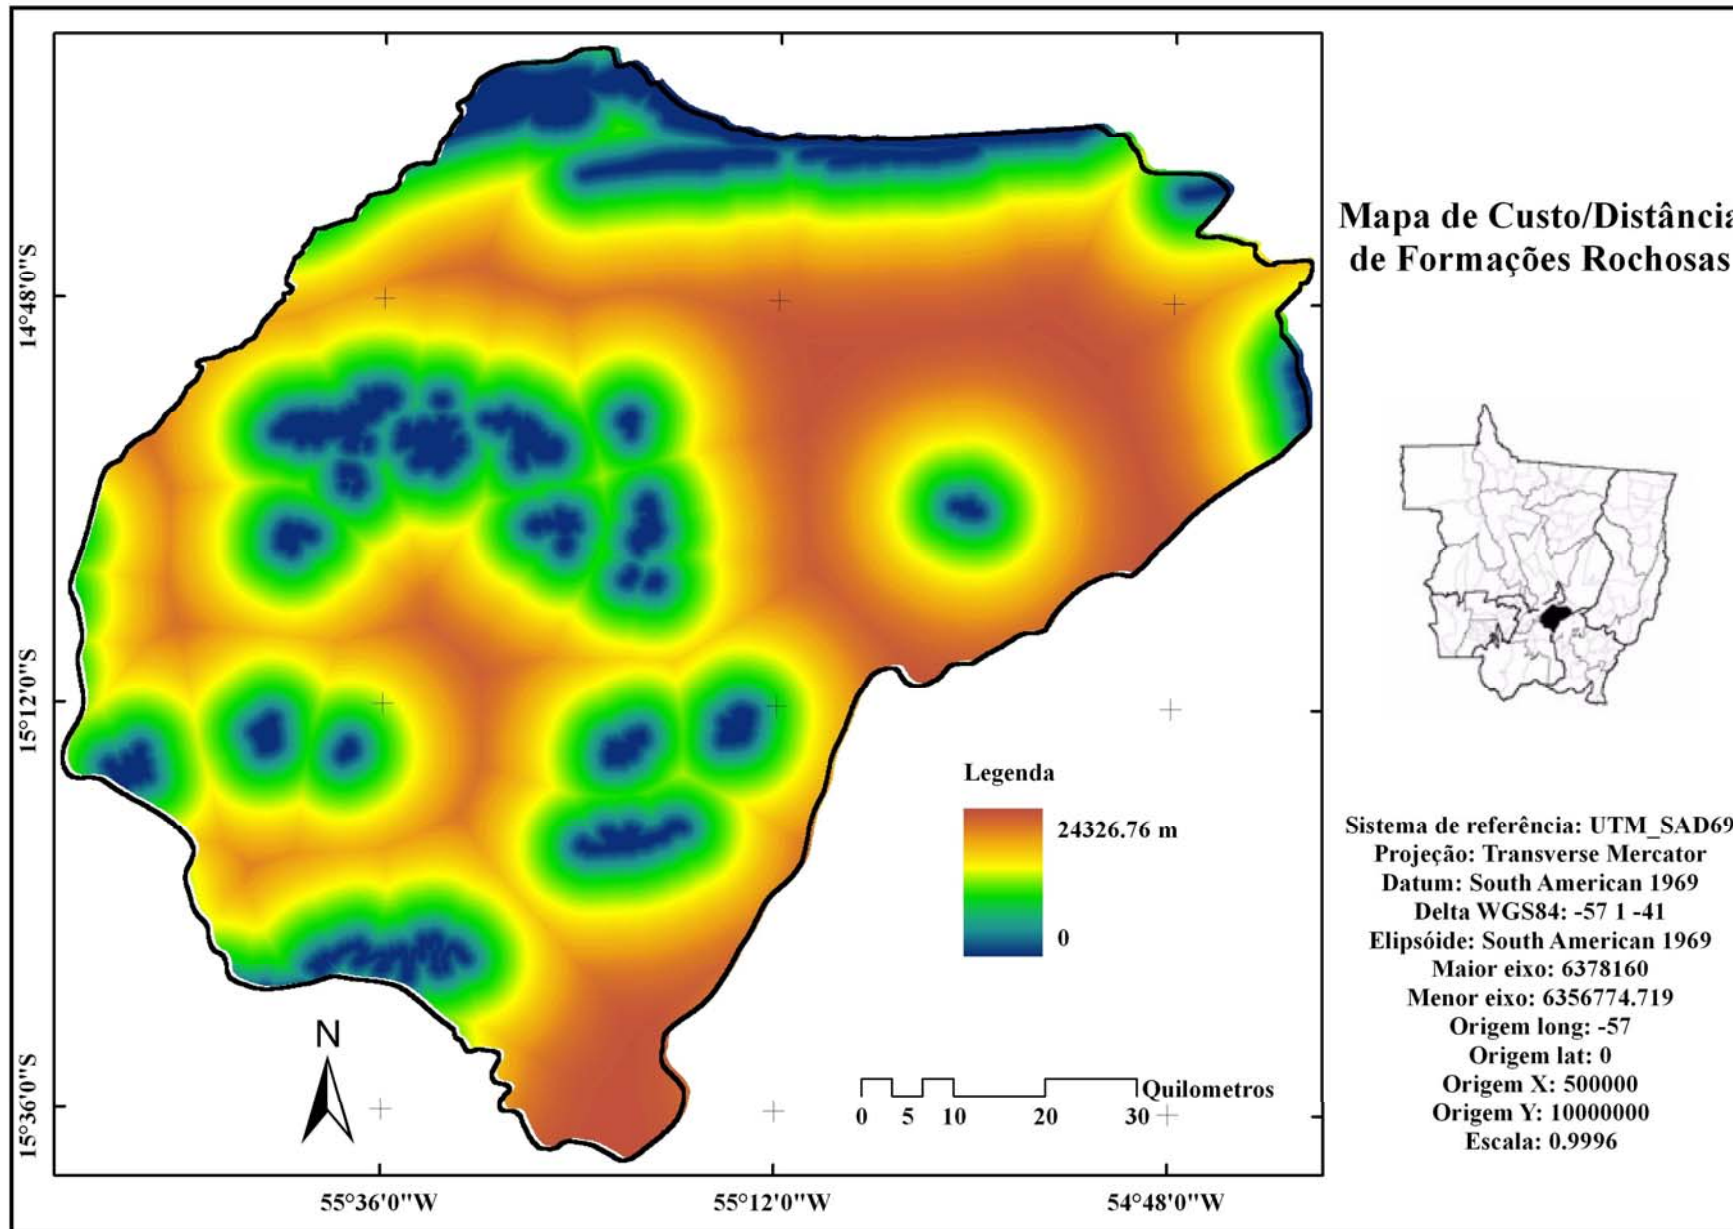 Mapa de Custo/Distância
de Formações Rochosas
14°48'0"S
15°12'0"S
15°36'0"S
Legenda
24326.76 m
0
N
Quilometros
0 5 10 20 30
55°36'0"W 55°12'0"W 54°48'0"W
Sistema de referência: UTM_SAD69
Projeção: Transverse Mercator
Datum: South American 1969
Delta WGS84: -57 1 -41
Elipsóide: South American 1969
Maior eixo: 6378160
Menor eixo: 6356774.719
Origem long: -57
Origem lat: 0
Origem X: 500000
Origem Y: 10000000
Escala: 0.9996